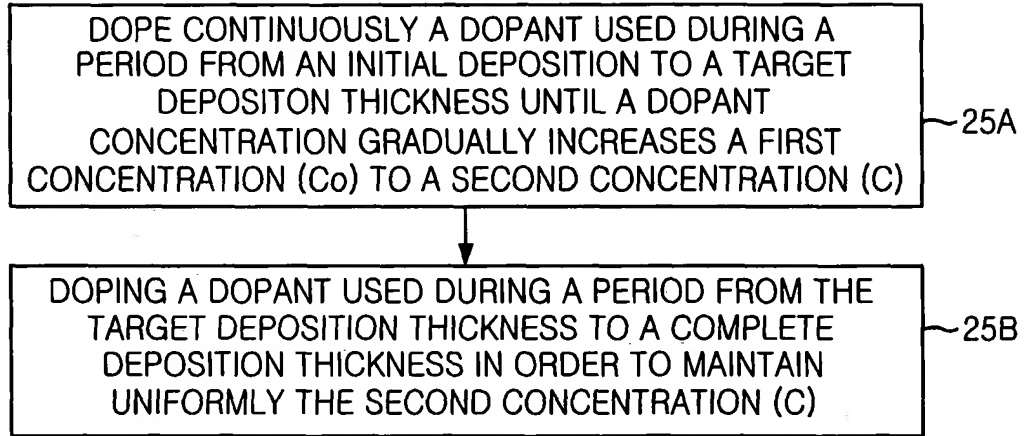 DOPE CONTINUOUSLY A DOPANT USED DURING A
PERIOD FROM AN INITIAL DEPOSITION TO A TARGET
DEPOSITON THICKNESS UNTIL A DOPANT
CONCENTRATION GRADUALLY INCREASES A FIRST
CONCENTRATION (Co) TO A SECOND CONCENTRATION (C)
25A
DOPING A DOPANT USED DURING A PERIOD FROM THE
TARGET DEPOSITION THICKNESS TO A COMPLETE
DEPOSITION THICKNESS IN ORDER TO MAINTAIN
UNIFORMLY THE SECOND CONCENTRATION (C)
25B